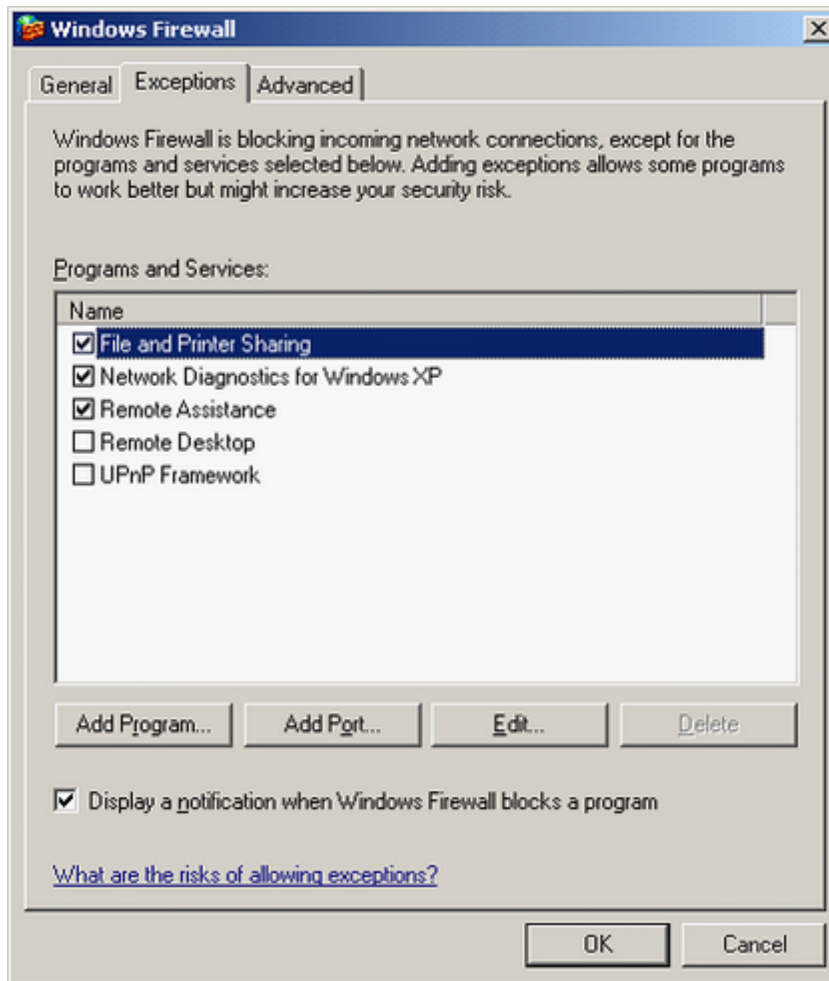 Windows Firewall
General Exceptions Advanced
Windows Firewall is blocking incoming network connections, except for the
programs and services selected below. Adding exceptions allows some programs
to work better but might increase your security risk.
Programs and Services:
Name
File and Printer Sharing
Network Diagnostics for Windows XP
Remote Assistance
Remote Desktop
UPnP Framework
Add Program... Add Port... Edit... Delete
Display a notification when Windows Firewall blocks a program
What are the risks of allowing exceptions?
OK Cancel